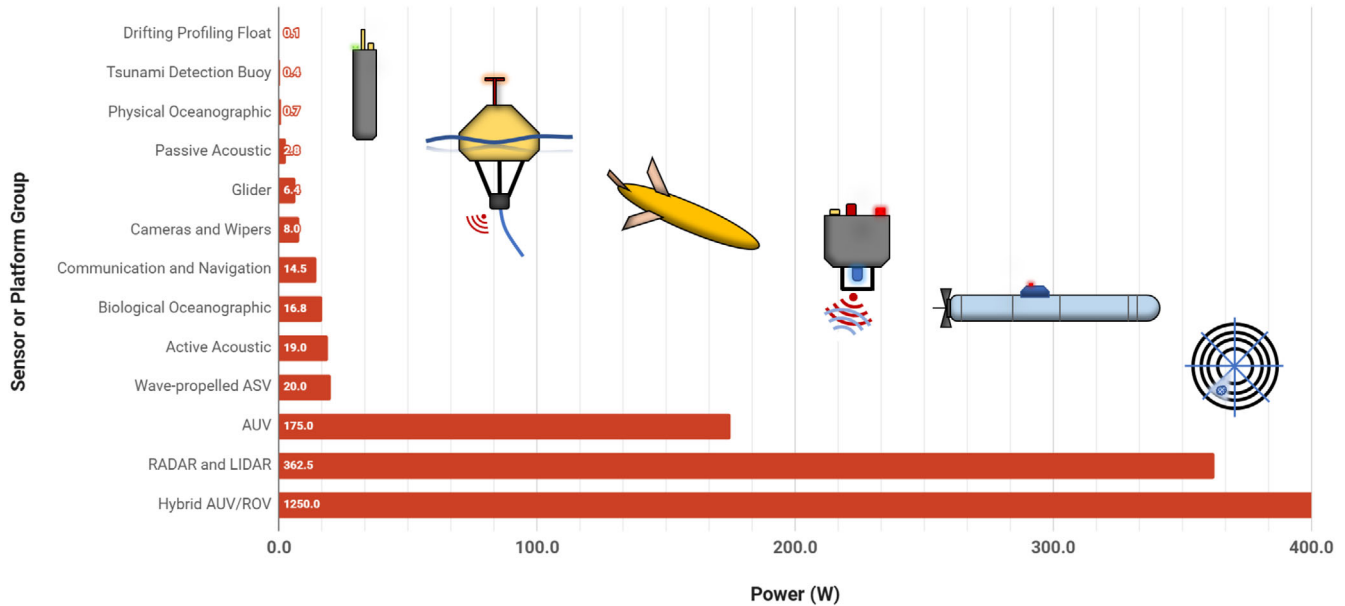 Sensor or Platform Group
Drifting Profiling Float 0.1
Tsunami Detection Buoy 0.4
Physical Oceanographic 0.7
Passive Acoustic 2.8
Glider 6.4
Cameras and Wipers 8.0
Communication and Navigation 14.5
Biological Oceanographic 16.8
Active Acoustic 19.0
Wave-propelled ASV 20.0
AUV 175.0
RADAR and LIDAR 362.5
Hybrid AUV/ROV 1250.0
0.0 100.0 200.0 300.0 400.0
Power (W)